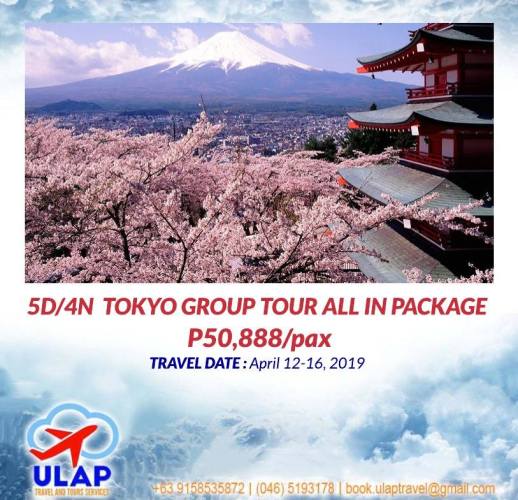 5D/4N TOKYO GROUP TOUR ALL IN PACKAGE
P50,888/pax
TRAVEL DATE : April 12-16, 2019
ULAP
TRAVEL AND TOURS SERVICES
+63 9158535872 | (046) 5193178 | book.ulaptravel@gmail.com